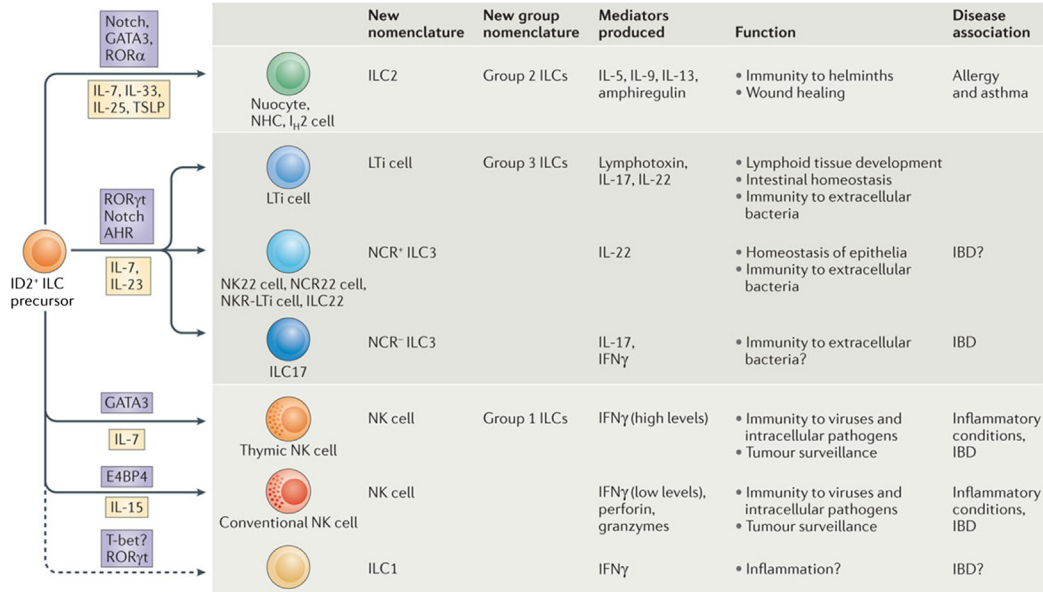 New nomenclature
New group nomenclature
Mediators produced
Function
Disease association
Notch,
GATA3,
RORα
IL-7, IL-33,
IL-25, TSLP
Nuocyte,
NHC, IH2 cell
ILC2
Group 2 ILCs
IL-5, IL-9, IL-13,
amphiregulin
• Immunity to helminths
• Wound healing
Allergy
and asthma
ID2+ ILC
precursor
RORγt
Notch
AHR
IL-7,
IL-23
LTi cell
LTi cell
Group 3 ILCs
Lymphotoxin,
IL-17, IL-22
• Lymphoid tissue development
• Intestinal homeostasis
• Immunity to extracellular
bacteria
NK22 cell, NCR22 cell,
NKR-LTi cell, ILC22
NCR+ ILC3
IL-22
• Homeostasis of epithelia
• Immunity to extracellular
bacteria
IBD?
ILC17
NCR− ILC3
IL-17,
IFNγ
• Immunity to extracellular
bacteria?
IBD
GATA3
IL-7
Thymic NK cell
NK cell
Group 1 ILCs
IFNγ (high levels)
• Immunity to viruses and
intracellular pathogens
• Tumour surveillance
Inflammatory
conditions,
IBD
E4BP4
IL-15
Conventional NK cell
NK cell
IFNγ (low levels),
perforin,
granzymes
• Immunity to viruses and
intracellular pathogens
• Tumour surveillance
Inflammatory
conditions,
IBD
T-bet?
RORγt
ILC1
IFNγ
• Inflammation?
IBD?